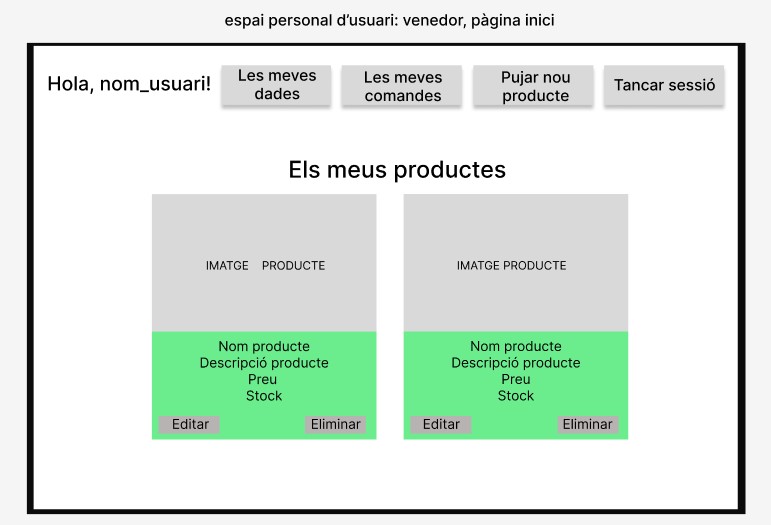 espai personal d'usuari: venedor, pàgina inici
Hola, nom_usuari!
Les meves
dades
Les meves
comandes
Pujar nou
producte
Tancar sessió
Els meus productes
IMATGE PRODUCTE
Nom producte
Descripció producte
Preu
Stock
Editar
Eliminar
IMATGE PRODUCTE
Nom producte
Descripció producte
Preu
Stock
Editar
Eliminar